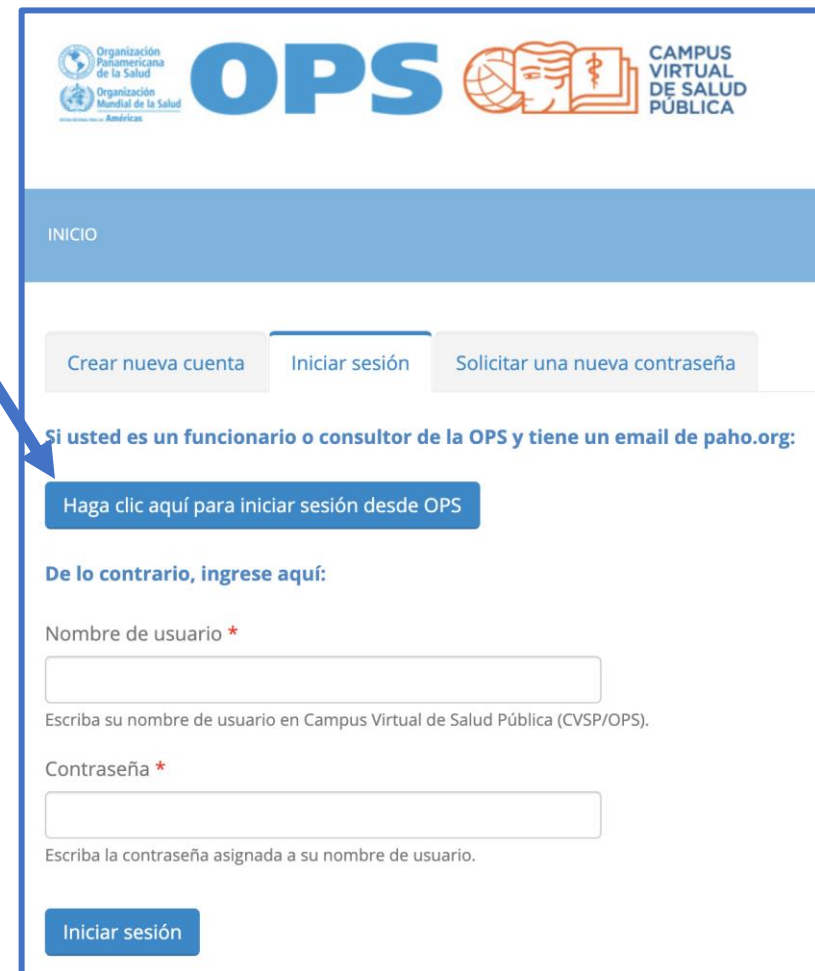 Organización
Panamericana
de la Salud
Organización
Mundial de la Salud
Américas
OPS
CAMPUS
VIRTUAL
DE SALUD
PÚBLICA
INICIO
Crear nueva cuenta
Iniciar sesión
Solicitar una nueva contraseña
Si usted es un funcionario o consultor de la OPS y tiene un email de paho.org:
Haga clic aquí para iniciar sesión desde OPS
De lo contrario, ingrese aquí:
Nombre de usuario *
Escriba su nombre de usuario en Campus Virtual de Salud Pública (CVSP/OPS).
Contraseña *
Escriba la contraseña asignada a su nombre de usuario.
Iniciar sesión